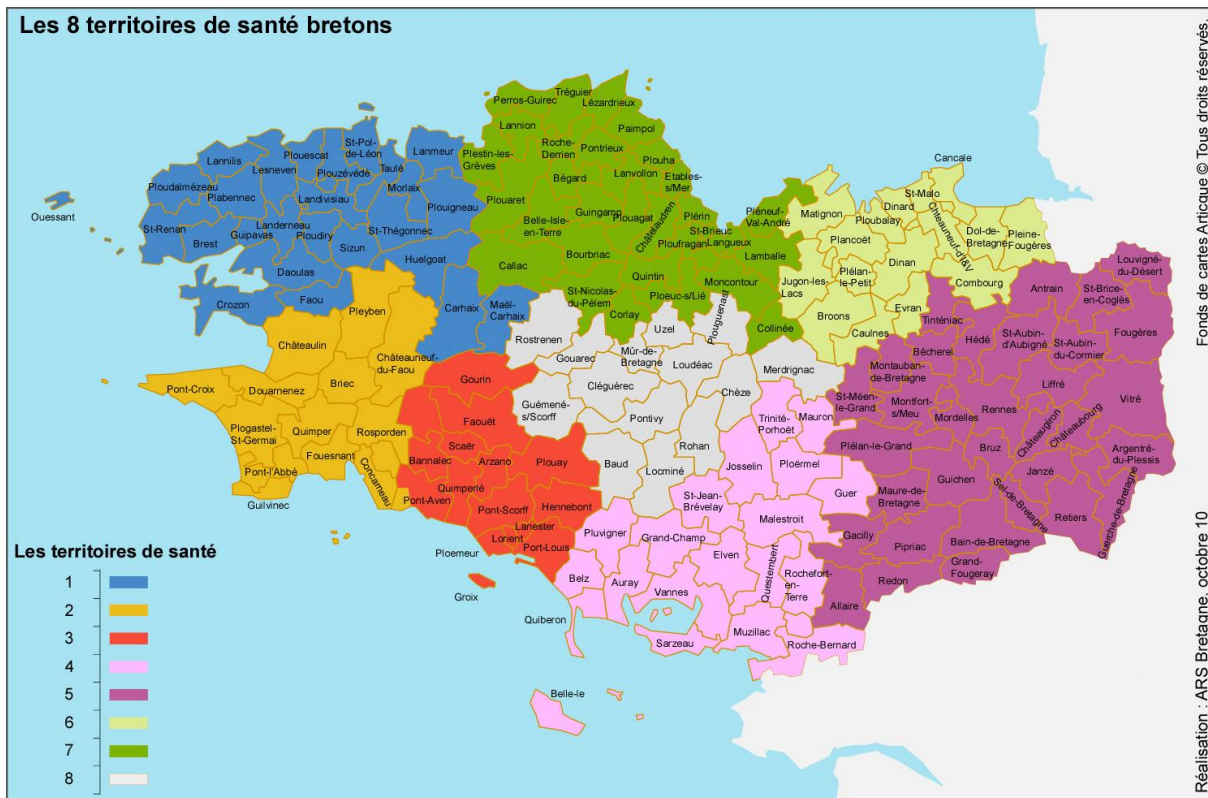 Les 8 territoires de santé bretons
Fonds de cartes Articque © Tous droits réservés.
Réalisation : ARS Bretagne, octobre 10
Perros-Guirec
Tréguier
Lézardrieux
Lannion
Paimpol
Roche-
Derrien
Pontrieux
Plestin-les-
Grèves
Plouha
Bégard
Lanvollon
Etables-
s/Mer
Plouaret
Guingamp
Plouagat
Châtelaudren
Belle-Isle-
en-Terre
Plérin
St-Brieuc
Langueux
Ploufragan
Pléneuf-
Val-André
Lamballe
Bourbriac
Callac
Quintin
Moncontour
St-Nicolas-
du-Pélem
Ploeuc-s/Lié
Corlay
Collinée
St-Pol-
de-Léon
Lanmeur
Plouescat
Lannilis
Lesneven
Plouzévédé
Taulé
Ploudalmézeau
Plabennec
Morlaix
Landivisiau
Plouigneau
Ouessant
St-Renan
Guipavas
Landerneau
Ploudiry
St-Thégonnec
Brest
Sizun
Huelgoat
Daoulas
Crozon
Faou
Carhaix
Maël-
Carhaix
Cancale
St-Malo
Dinard
Matignon
Ploubalay
Châteauneuf-d'I&V
Dol-de-
Bretagne
Pleine-
Fougères
Plancoët
Plélan-
le-Petit
Dinan
Jugon-les-
Lacs
Combourg
Evran
Broons
Caulnes
Louvigné-
du-Désert
Antrain
St-Brice-
en-Coglès
Tinténiac
Fougères
Hédé
St-Aubin-
d'Aubigné
St-Aubin-
du-Cormier
Bécherel
Montauban-
de-Bretagne
Liffré
St-Méen-
le-Grand
Montfort-
s/Meu
Mordelles
Rennes
Vitré
Châteaugiron
Châteaubourg
Plélan-le-Grand
Bruz
Argentré-
du-Plessis
Janzé
Guichen
Maure-de-
Bretagne
Sel-de-Bretagne
Retiers
Guerche-de-Bretagne
Gacilly
Pipriac
Bain-de-Bretagne
Grand-
Fougeray
Redon
Allaire
Pleyben
Châteaulin
Châteauneuf-
du-Faou
Pont-Croix
Douarnenez
Briec
Plogastel-
St-Germai
Quimper
Rosporden
Fouesnant
Concarneau
Pont-l'Abbé
Guilvinec
Gourin
Faouët
Scaër
Bannalec
Arzano
Plouay
Quimperlé
Pont-Aven
Pont-Scorff
Hennebont
Lanester
Lorient
Port-Louis
Ploemeur
Groix
Rostrenen
Uzel
Plouguenast
Gouarec
Mûr-de-
Bretagne
Loudéac
Merdrignac
Cléguérec
Chèze
Guémené-
s/Scorff
Pontivy
Rohan
Baud
Locminé
Trinité-
Porhoët
Mauron
Josselin
Ploërmel
Guer
St-Jean-
Brévelay
Malestroit
Pluvigner
Grand-Champ
Elven
Questembert
Rochefort-
en-
Terre
Belz
Auray
Vannes
Quiberon
Sarzeau
Muzillac
Roche-Bernard
Belle-Ie
Les territoires de santé
1
2
3
4
5
6
7
8